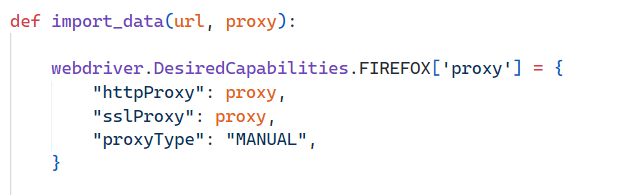 def import_data(url, proxy):
webdriver.DesiredCapabilities.FIREFOX['proxy'] = {
"httpProxy": proxy,
"sslProxy": proxy,
"proxyType": "MANUAL",
}